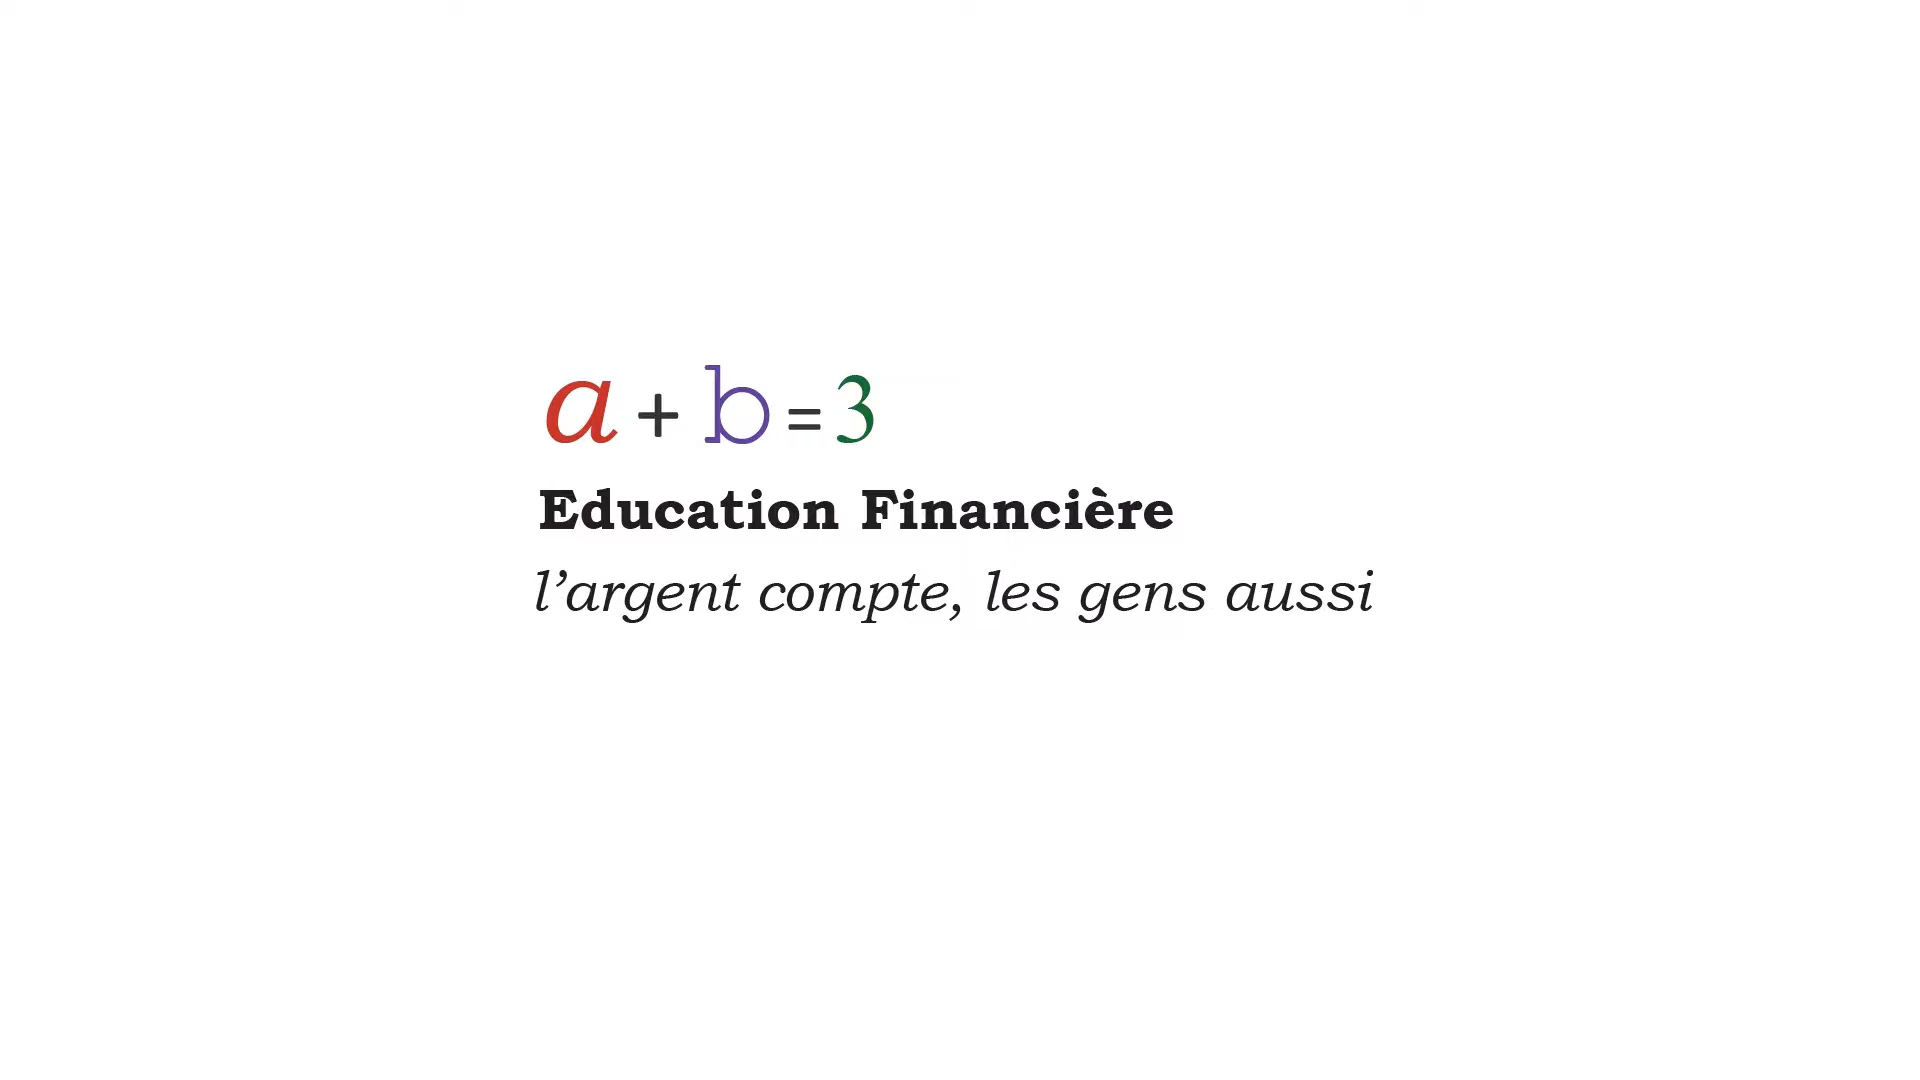 a + b = 3
Education Financière
l’argent compte, les gens aussi